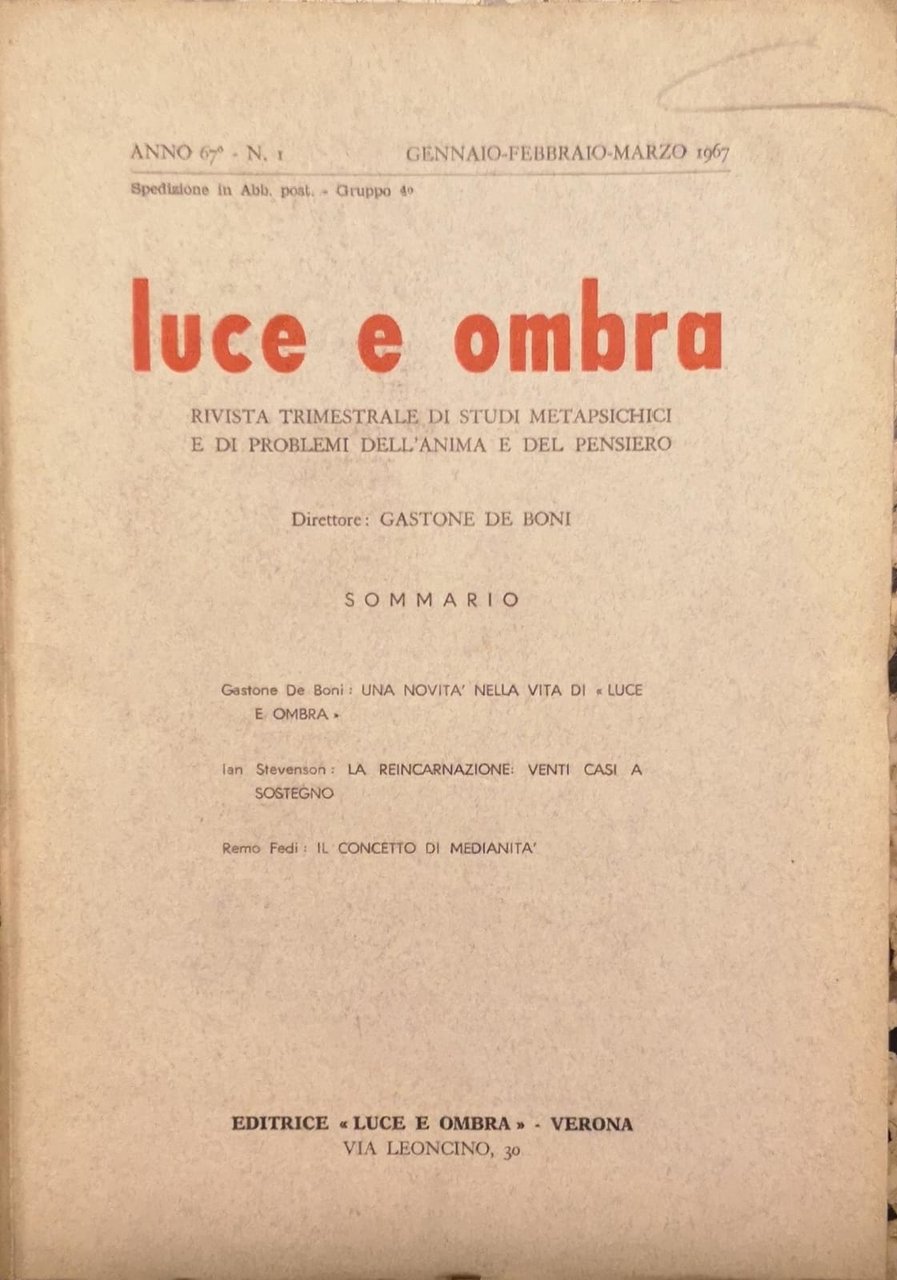 ANNO 67° - N. 1 GENNAIO-FEBBRAIO-MARZO 1967
Spedizione in Abb. post. - Gruppo 4°
luce e ombra
RIVISTA TRIMESTRALE DI STUDI METAPSICHICI
E DI PROBLEMI DELL'ANIMA E DEL PENSIERO
Direttore: GASTONE DE BONI
SOMMARIO
Gastone De Boni: UNA NOVITA' NELLA VITA DI « LUCE
E OMBRA »
Ian Stevenson: LA REINCARNAZIONE: VENTI CASI A
SOSTEGNO
Remo Fedi: IL CONCETTO DI MEDIANITA'
EDITRICE « LUCE E OMBRA » - VERONA
VIA LEONCINO, 30